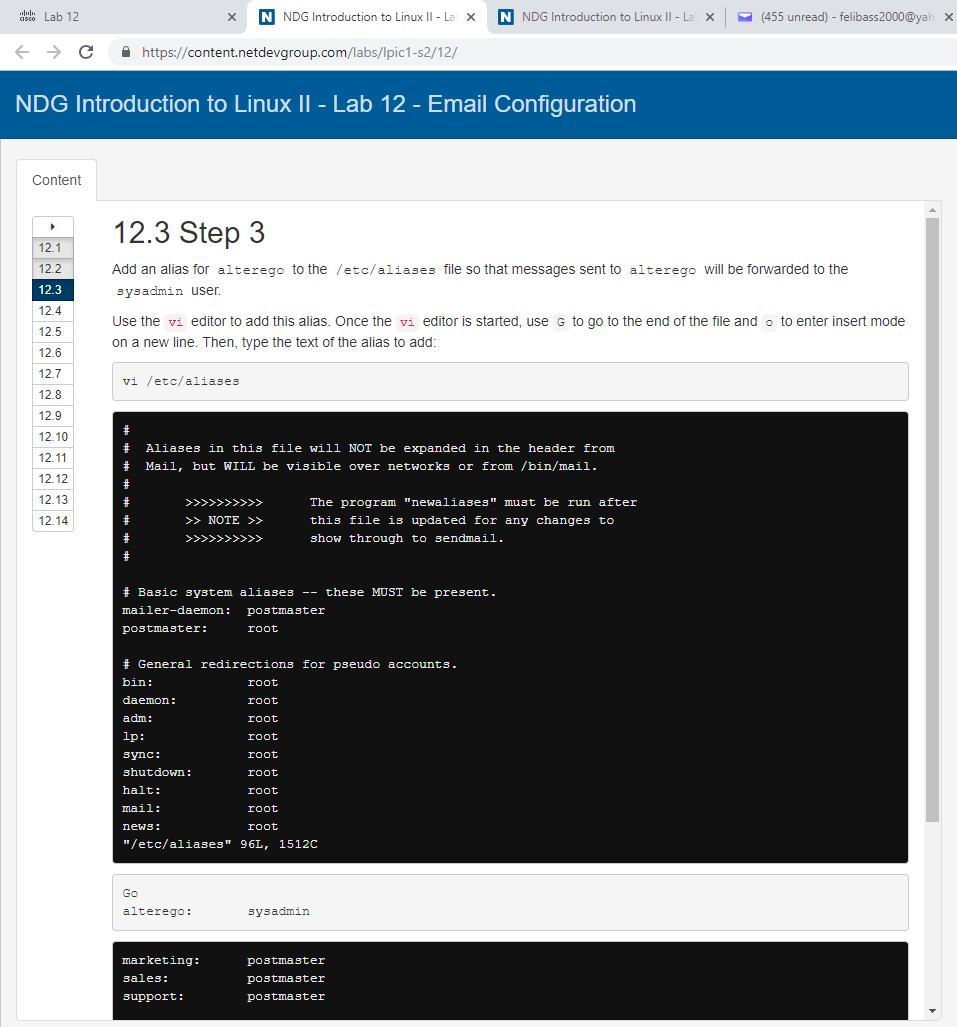 cisco Lab 12
NDG Introduction to Linux II - La
NDG Introduction to Linux II - La
(455 unread) - felibass2000@yah
https://content.netdevgroup.com/labs/lpic1-s2/12/
NDG Introduction to Linux II - Lab 12 - Email Configuration
Content
12.1
12.2
12.3
12.4
12.5
12.6
12.7
12.8
12.9
12.10
12.11
12.12
12.13
12.14
12.3 Step 3
Add an alias for alterego to the /etc/aliases file so that messages sent to alterego will be forwarded to the
sysadmin user.
Use the vi editor to add this alias. Once the vi editor is started, use G to go to the end of the file and o to enter insert mode
on a new line. Then, type the text of the alias to add:
vi /etc/aliases
#
#  Aliases in this file will NOT be expanded in the header from
#  Mail, but WILL be visible over networks or from /bin/mail.
#
#       >>>>>>>>>>      The program "newaliases" must be run after
#       >> NOTE >>      this file is updated for any changes to
#       >>>>>>>>>>      show through to sendmail.
#
# Basic system aliases -- these MUST be present.
mailer-daemon:  postmaster
postmaster:     root
# General redirections for pseudo accounts.
bin:            root
daemon:         root
adm:            root
lp:             root
sync:           root
shutdown:       root
halt:           root
mail:           root
news:           root
"/etc/aliases" 96L, 1512C
Go
alterego:       sysadmin
marketing:      postmaster
sales:          postmaster
support:        postmaster